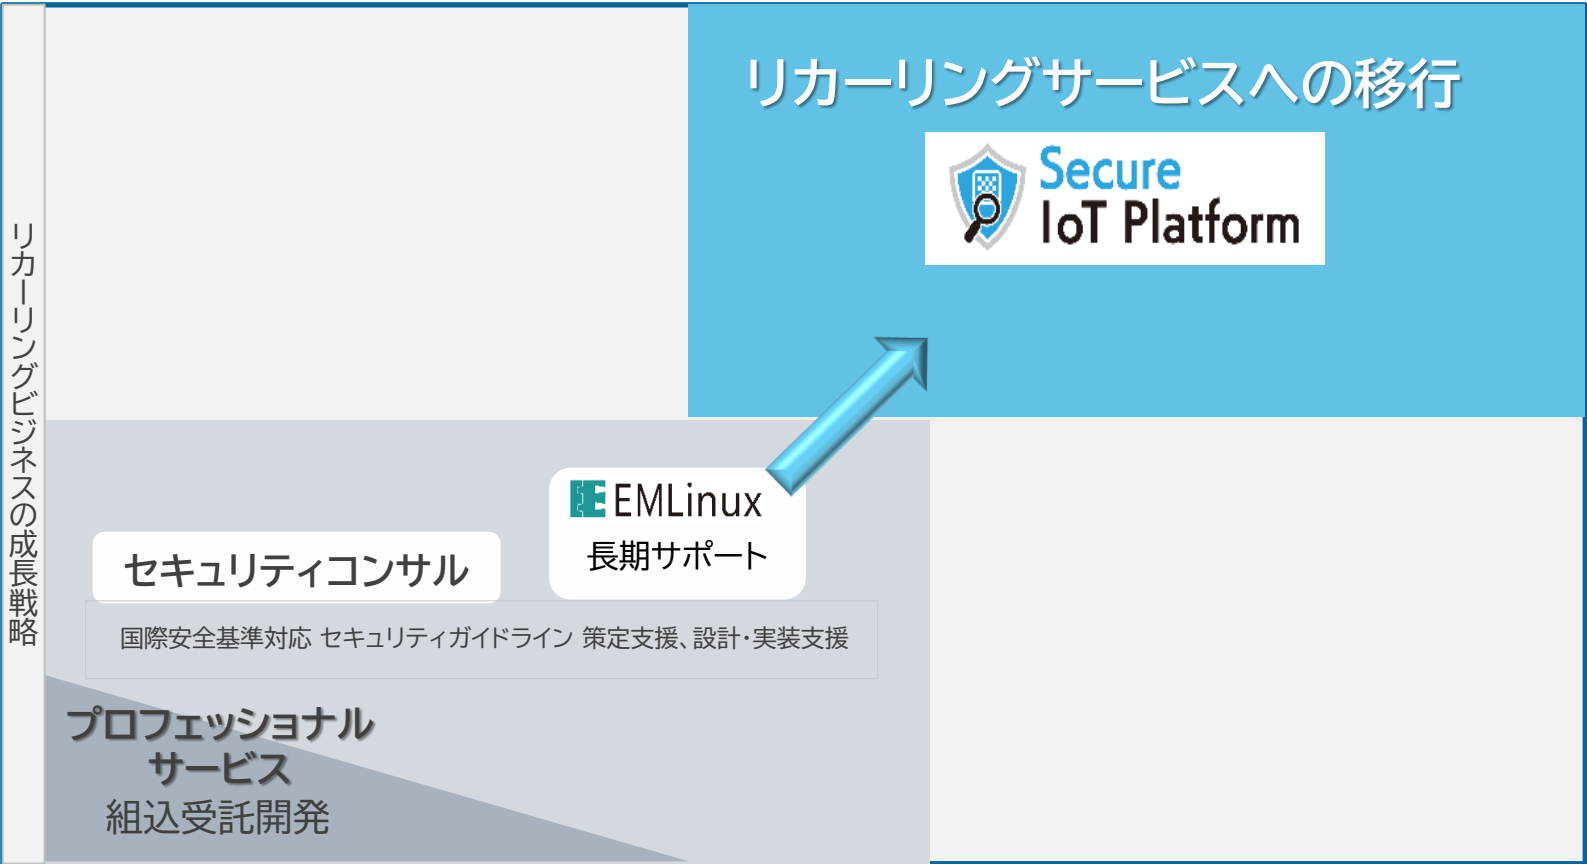 リカーリングビジネスの成長戦略
リカーリングサービスへの移行
Secure
IoT Platform
EMLinux
長期サポート
セキュリティコンサル
国際安全基準対応 セキュリティガイドライン 策定支援、設計・実装支援
プロフェッショナル
サービス
組込受託開発